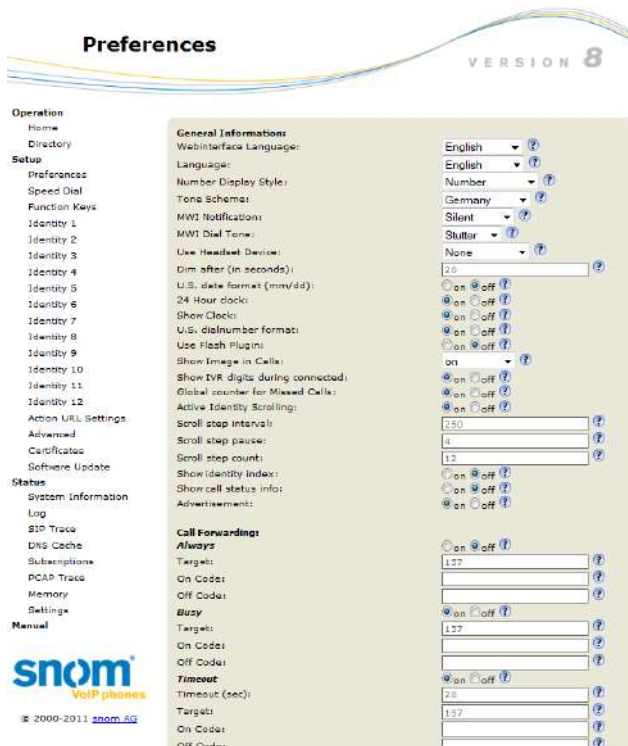 Preferences
VERSION 8
Operation
Home
Directory
Setup
Preferences
Speed Dial
Function Keys
Identity 1
Identity 2
Identity 3
Identity 4
Identity 5
Identity 6
Identity 7
Identity 8
Identity 9
Identity 10
Identity 11
Identity 12
Action URL Settings
Advanced
Certificates
Software Update
Status
System Information
Log
SIP Trace
DNS Cache
Subscriptions
PCAP Trace
Memory
Settings
Manual
snom
VoIP phones
© 2000-2011 snom AG
General Information:
Webinterface Language: English ?
Language: English ?
Number Display Style: Number ?
Tone Scheme: Germany ?
MWI Notification: Silent ?
MWI Dial Tone: Stutter ?
Use Headset Device: None ?
Dim after (in seconds): 20 ?
U.S. date format (mm/dd): on off ?
24 Hour clock: on off ?
Show Clock: on off ?
U.S. dialnumber format: on off ?
Use Flash Plugin: on off ?
Show Image in Calls: on ?
Show IVR digits during connected: on off ?
Global counter for Missed Calls: on off ?
Active Identity Scrolling: on off ?
Scroll step interval: 250 ?
Scroll step pause: 4 ?
Scroll step count: 12 ?
Show identity index: on off ?
Show call status info: on off ?
Advertisement: on off ?
Call Forwarding:
Always on off ?
Target: 157 ?
On Code: ?
Off Code: ?
Busy on off ?
Target: 157 ?
On Code: ?
Off Code: ?
Timeout on off ?
Timeout (sec): 20 ?
Target: 157 ?
On Code: ?
Off Code: ?